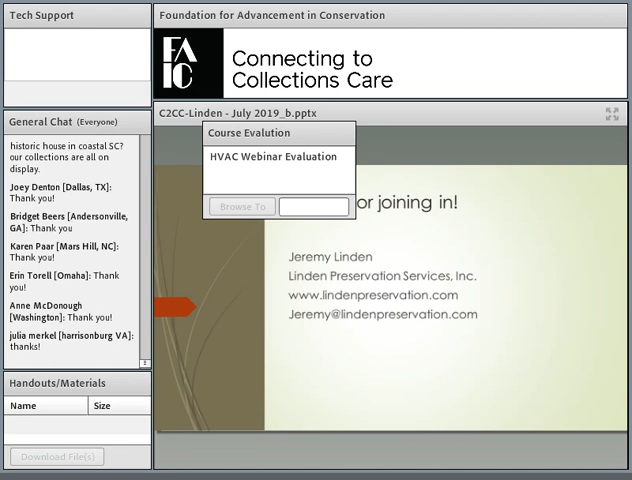 Tech Support
Foundation for Advancement in Conservation
FA
IC
Connecting to
Collections Care
General Chat (Everyone)
historic house in coastal SC?
our collections are all on
display.
Joey Denton [Dallas, TX]:
Thank you!
Bridget Beers [Andersonville,
GA]: Thank you
Karen Paar [Mars Hill, NC]:
Thank you!
Erin Torell [Omaha]: Thank
you!
Anne McDonough
[Washington]: Thank you!
julia merkel [harrisonburg VA]:
thanks!
Handouts/Materials
Name Size
Download File(s)
C2CC-Linden - July 2019_b.pptx
Course Evalution
HVAC Webinar Evaluation
Browse To
or joining in!
Jeremy Linden
Linden Preservation Services, Inc.
www.lindenpreservation.com
Jeremy@lindenpreservation.com